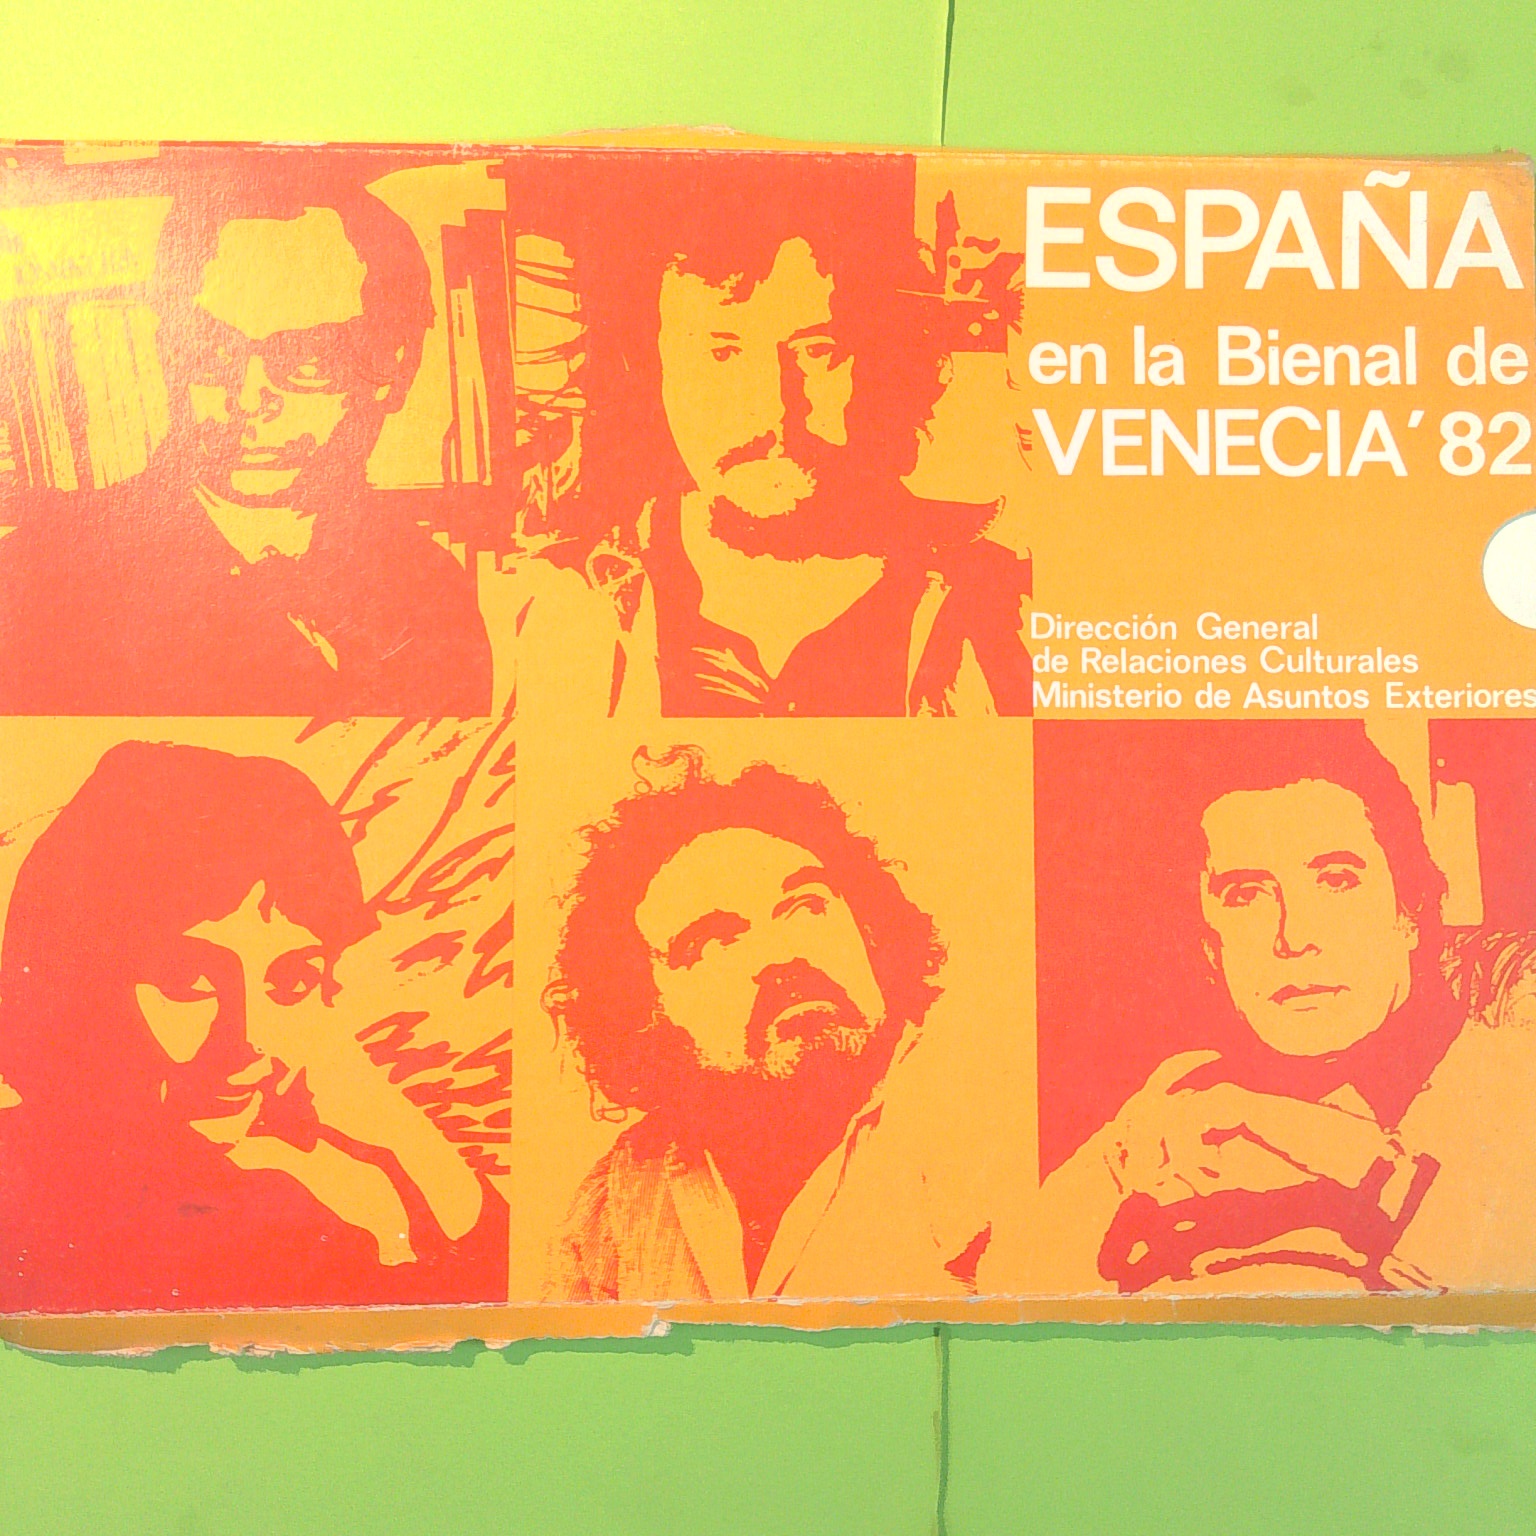 ESPAÑA
en la Bienal de
VENECIA'82
Dirección General
de Relaciones Culturales
Ministerio de Asuntos Exteriores